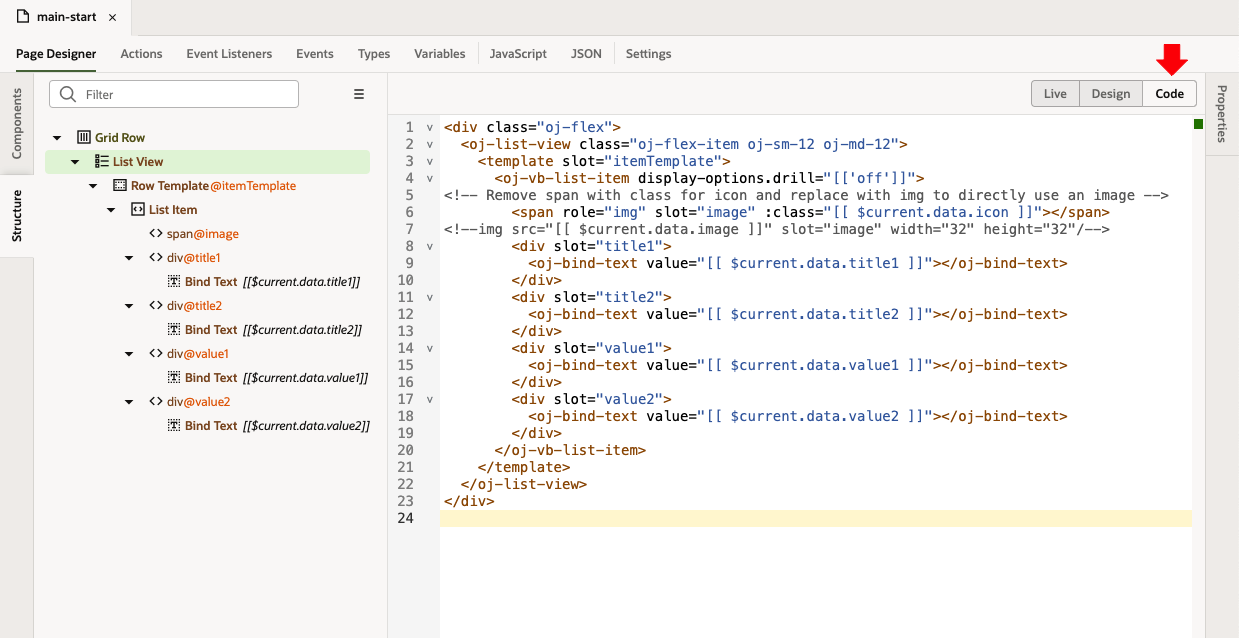 main-start ×
Page Designer Actions Event Listeners Events Types Variables JavaScript JSON Settings
Components
Structure
Filter
Grid Row
List View
Row Template@itemTemplate
List Item
<> span@image
<> div@title1
Bind Text [[$current.data.title1]]
<> div@title2
Bind Text [[$current.data.title2]]
<> div@value1
Bind Text [[$current.data.value1]]
<> div@value2
Bind Text [[$current.data.value2]]
Live Design Code
Properties
1 <div class="oj-flex">
2 <oj-list-view class="oj-flex-item oj-sm-12 oj-md-12">
3 <template slot="itemTemplate">
4 <oj-vb-list-item display-options.drill="[['off']]">
5 <!-- Remove span with class for icon and replace with img to directly use an image -->
6 <span role="img" slot="image" :class="[[ $current.data.icon ]]"></span>
7 <!--img src="[[ $current.data.image ]]" slot="image" width="32" height="32"/-->
8 <div slot="title1">
9 <oj-bind-text value="[[ $current.data.title1 ]]"></oj-bind-text>
10 </div>
11 <div slot="title2">
12 <oj-bind-text value="[[ $current.data.title2 ]]"></oj-bind-text>
13 </div>
14 <div slot="value1">
15 <oj-bind-text value="[[ $current.data.value1 ]]"></oj-bind-text>
16 </div>
17 <div slot="value2">
18 <oj-bind-text value="[[ $current.data.value2 ]]"></oj-bind-text>
19 </div>
20 </oj-vb-list-item>
21 </template>
22 </oj-list-view>
23 </div>
24